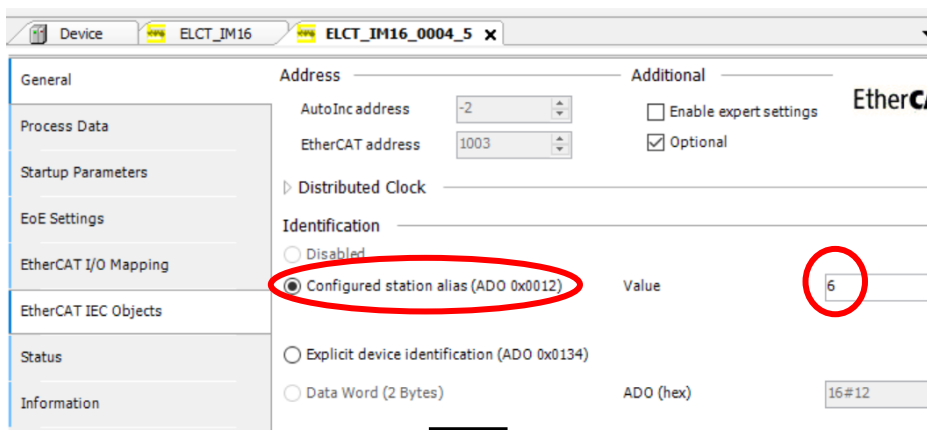 Device ELCT_IM16 ELCT_IM16_0004_5 x
General
Process Data
Startup Parameters
EoE Settings
EtherCAT I/O Mapping
EtherCAT IEC Objects
Status
Information
Address Additional
AutoInc address -2 Enable expert settings
EtherCAT address 1003 Optional
EtherCA
Distributed Clock
Identification
Disabled
Configured station alias (ADO 0x0012) Value 6
Explicit device identification (ADO 0x0134)
Data Word (2 Bytes) ADO (hex) 16#12